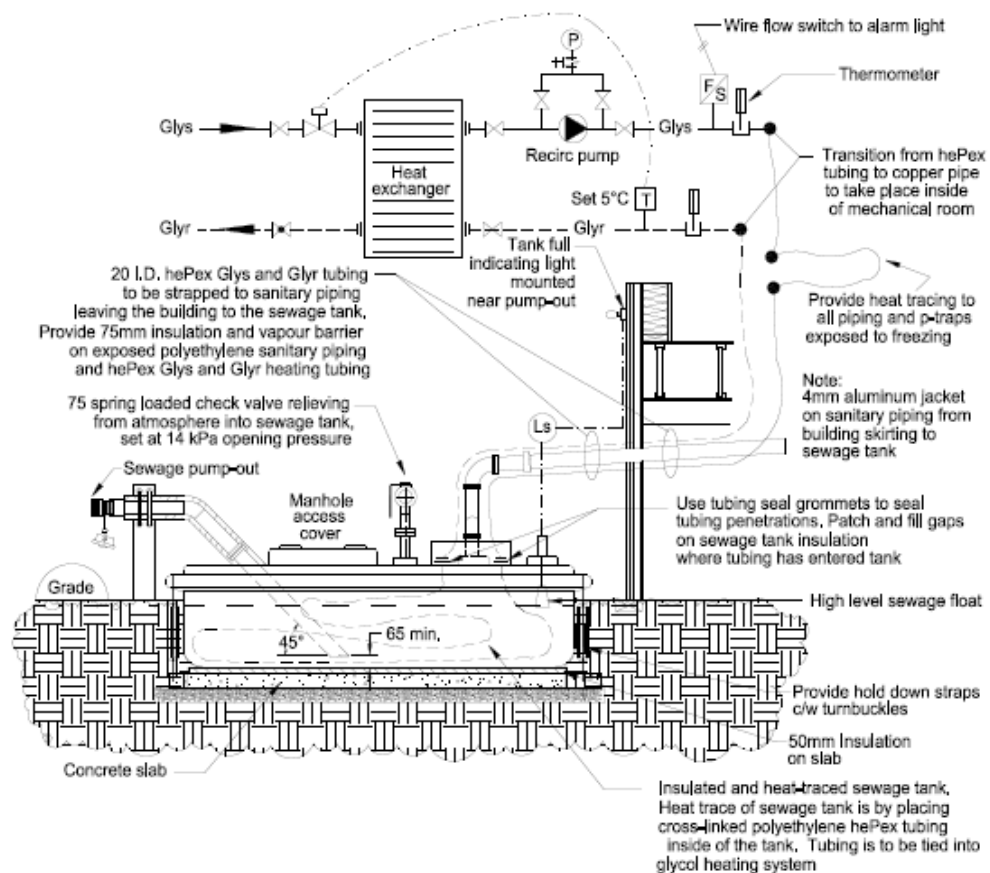 Wire flow switch to alarm light
P
F
S
Thermometer
Glys
Glys
Recirc pump
Heat
exchanger
Transition from hePex
tubing to copper pipe
to take place inside
of mechanical room
Set 5°C
T
Glyr
Glyr
Tank full
indicating light
mounted
near pump-out
20 I.D. hePex Glys and Glyr tubing
to be strapped to sanitary piping
leaving the building to the sewage tank.
Provide 75mm insulation and vapour barrier
on exposed polyethylene sanitary piping
and hePex Glys and Glyr heating tubing
Provide heat tracing to
all piping and p-traps
exposed to freezing
75 spring loaded check valve relieving
from atmosphere into sewage tank,
set at 14 kPa opening pressure
Note:
4mm aluminum jacket
on sanitary piping from
building skirting to
sewage tank
Ls
Sewage pump-out
Manhole
access
cover
Use tubing seal grommets to seal
tubing penetrations. Patch and fill gaps
on sewage tank insulation
where tubing has entered tank
Grade
High level sewage float
45°
65 min.
Provide hold down straps
c/w turnbuckles
50mm Insulation
on slab
Concrete slab
Insulated and heat-traced sewage tank.
Heat trace of sewage tank is by placing
cross-linked polyethylene hePex tubing
inside of the tank. Tubing is to be tied into
glycol heating system